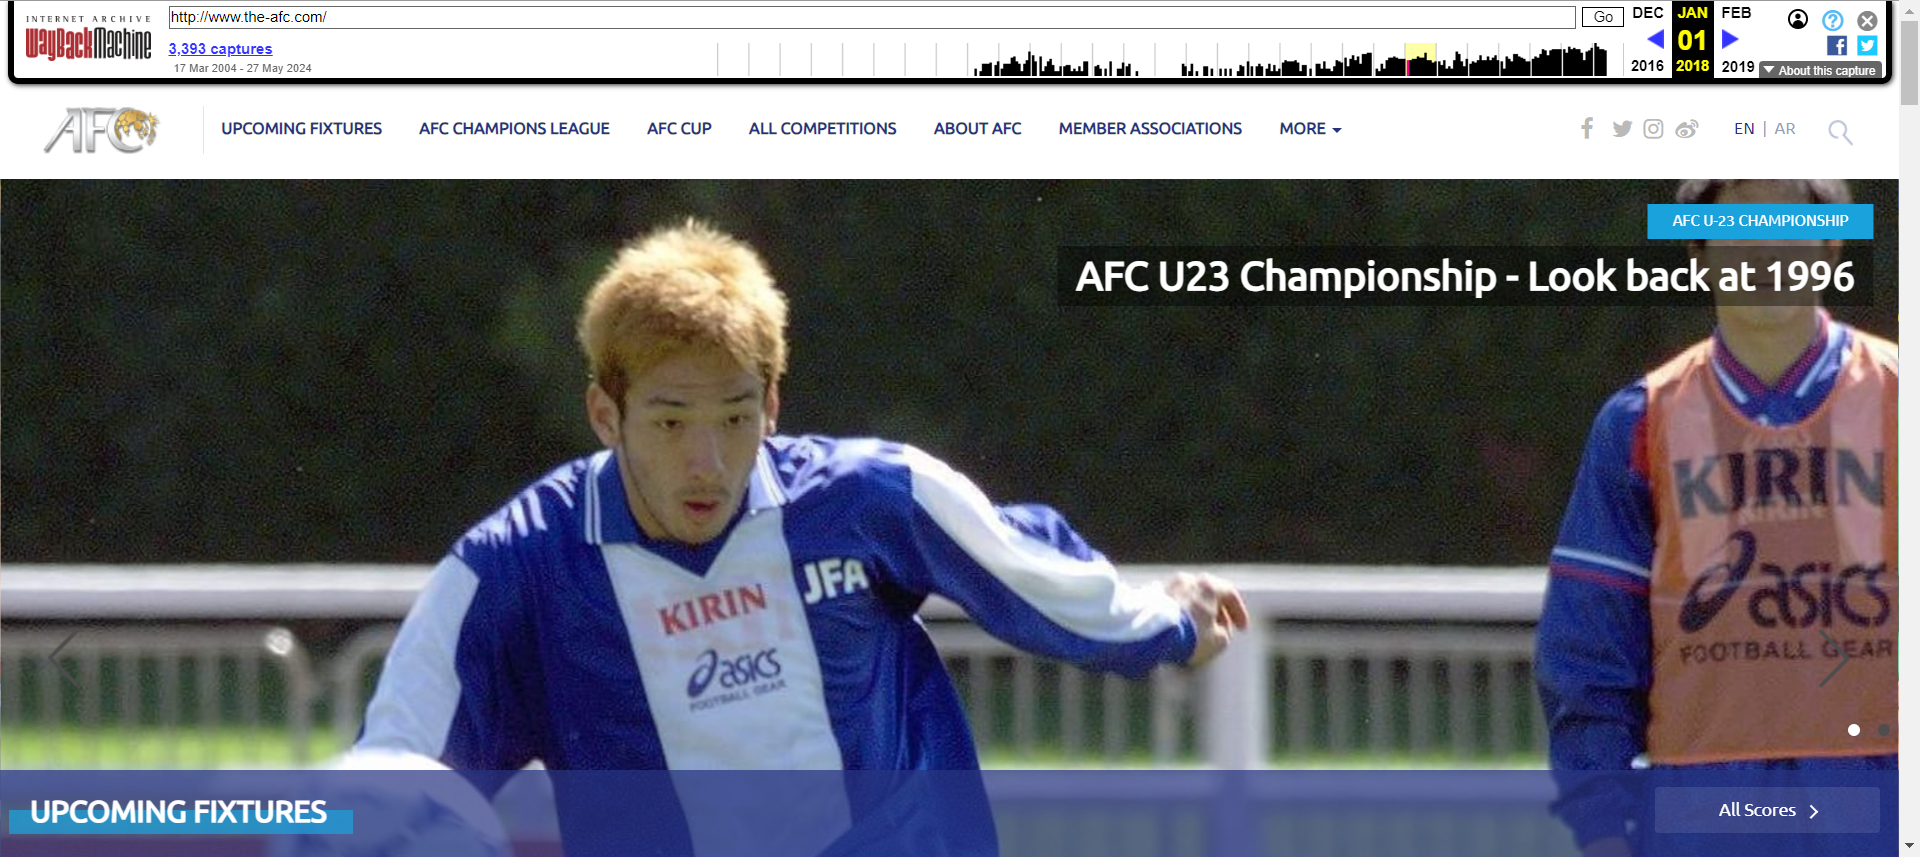 INTERNET ARCHIVE
WayBackMachine
http://www.the-afc.com/
Go
3,393 captures
17 Mar 2004 - 27 May 2024
DEC JAN FEB
01
2016 2018 2019
About this capture
AFC
UPCOMING FIXTURES AFC CHAMPIONS LEAGUE AFC CUP ALL COMPETITIONS ABOUT AFC MEMBER ASSOCIATIONS MORE
EN | AR
AFC U-23 CHAMPIONSHIP
AFC U23 Championship - Look back at 1996
JFA
KIRIN
asics
FOOTBALL GEAR
KIRIN
asics
FOOTBALL GEAR
UPCOMING FIXTURES
All Scores